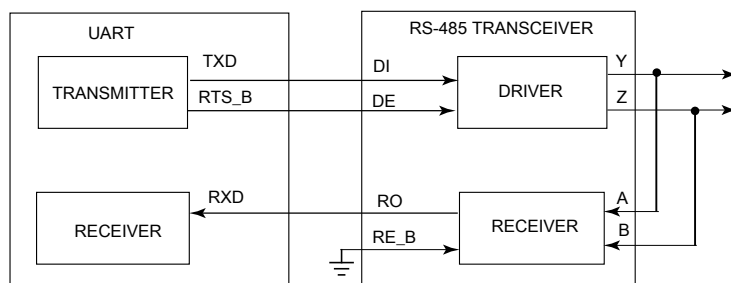 UART
RS-485 TRANSCEIVER
TXD
DI
Y
TRANSMITTER
DRIVER
RTS_B
DE
Z
RXD
RO
A
RECEIVER
RECEIVER
RE_B
B